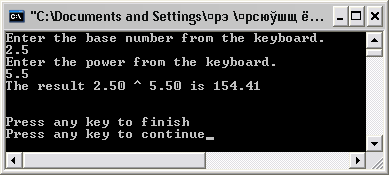 "C:\Documents and Settings\¤рэ \¤рсюўшщ ё...
Enter the base number from the keyboard.
2.5
Enter the power from the keyboard.
5.5
The result 2.50 ^ 5.50 is 154.41
Press any key to finish
Press any key to continue_